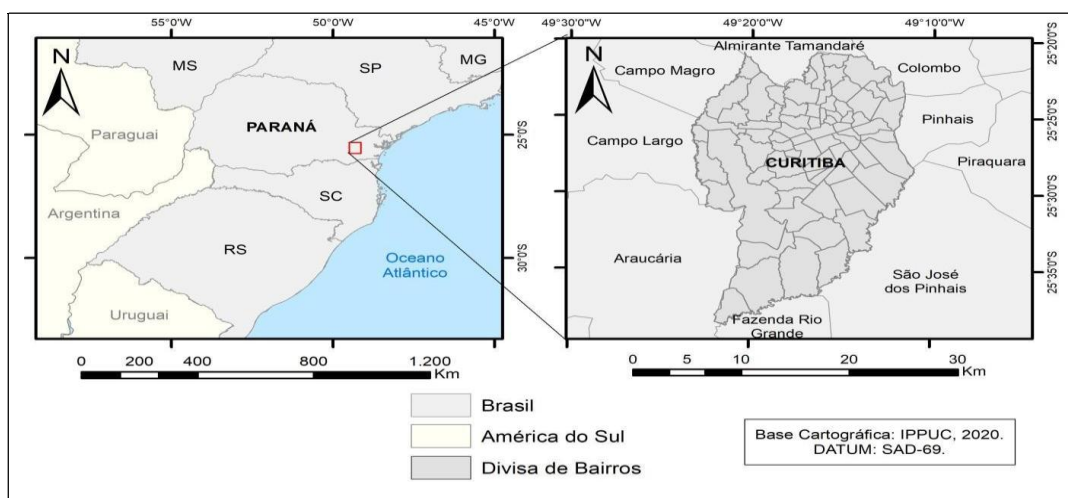 55°O'O"W 50°O'O"W 45°O'O"W
N
MS
SP
MG
Paraguai
PARANÁ
25°0'0"S
Argentina
SC
RS
Oceano
Atlântico
30°0'0"S
Uruguai
0 200 400 800 1.200
Km
49°30'0"W 49°20'0"W 49°10'0"W
N
Almirante Tamandaré
25°20'0"S
Campo Magro
Colombo
25°25'0"S
Pinhais
Campo Largo
CURITIBA
Piraquara
25°30'0"S
Araucária
São José
dos Pinhais
25°35'0"S
Fazenda Rio
Grande
0 5 10 20 30
Km
Brasil
América do Sul
Divisa de Bairros
Base Cartográfica: IPPUC, 2020.
DATUM: SAD-69.